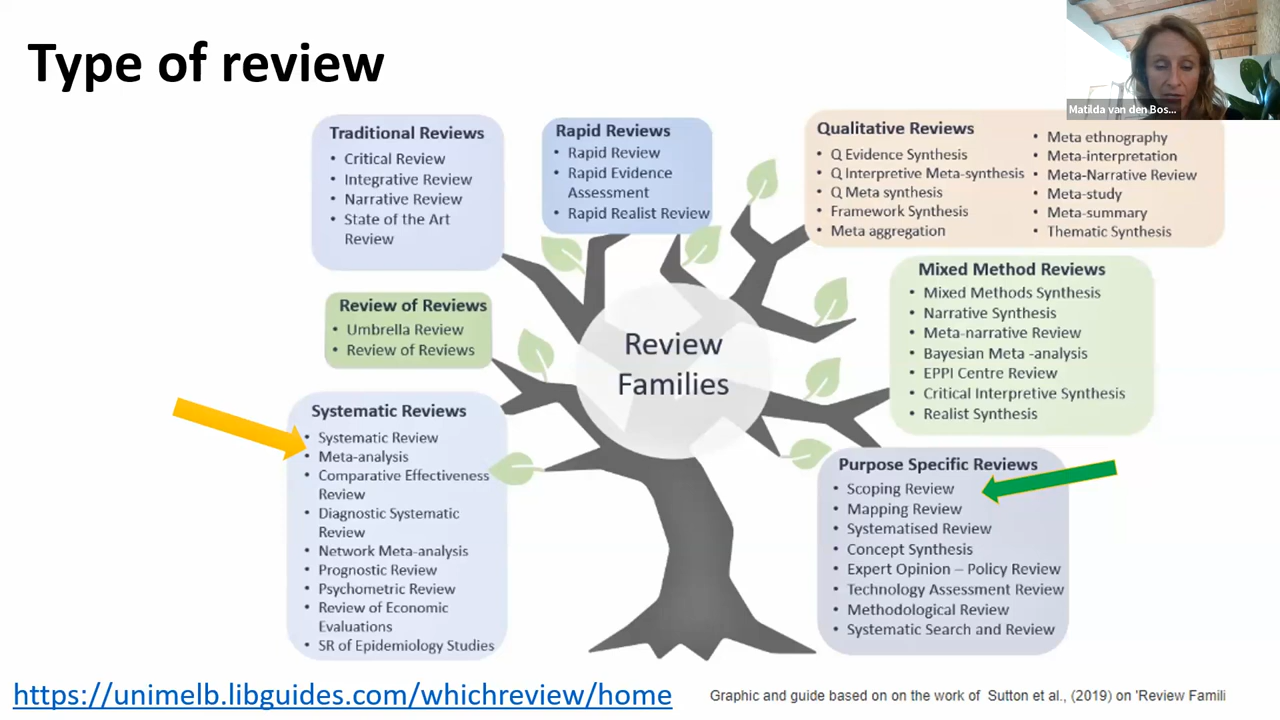 Type of review
Matilda van den Bos...
Traditional Reviews
• Critical Review
• Integrative Review
• Narrative Review
• State of the Art
Review
Rapid Reviews
• Rapid Review
• Rapid Evidence
Assessment
• Rapid Realist Review
Qualitative Reviews
• Q Evidence Synthesis
• Q Interpretive Meta-synthesis
• Q Meta synthesis
• Framework Synthesis
• Meta aggregation
• Meta ethnography
• Meta-interpretation
• Meta-Narrative Review
• Meta-study
• Meta-summary
• Thematic Synthesis
Review of Reviews
• Umbrella Review
• Review of Reviews
Review
Families
Mixed Method Reviews
• Mixed Methods Synthesis
• Narrative Synthesis
• Meta-narrative Review
• Bayesian Meta -analysis
• EPPI Centre Review
• Critical Interpretive Synthesis
• Realist Synthesis
Systematic Reviews
• Systematic Review
• Meta-analysis
• Comparative Effectiveness
Review
• Diagnostic Systematic
Review
• Network Meta-analysis
• Prognostic Review
• Psychometric Review
• Review of Economic
Evaluations
• SR of Epidemiology Studies
Purpose Specific Reviews
• Scoping Review
• Mapping Review
• Systematised Review
• Concept Synthesis
• Expert Opinion – Policy Review
• Technology Assessment Review
• Methodological Review
• Systematic Search and Review
https://unimelb.libguides.com/whichreview/home
Graphic and guide based on on the work of Sutton et al., (2019) on 'Review Famili